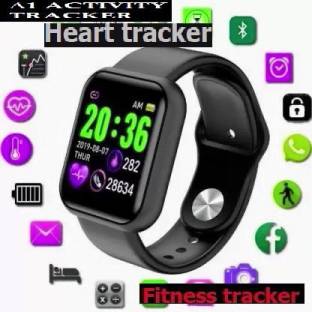 A1 ACTIVITY
TRACKER
Heart tracker
AM
20:36
2019-08-07
THUR
282
28634
Fitness tracker